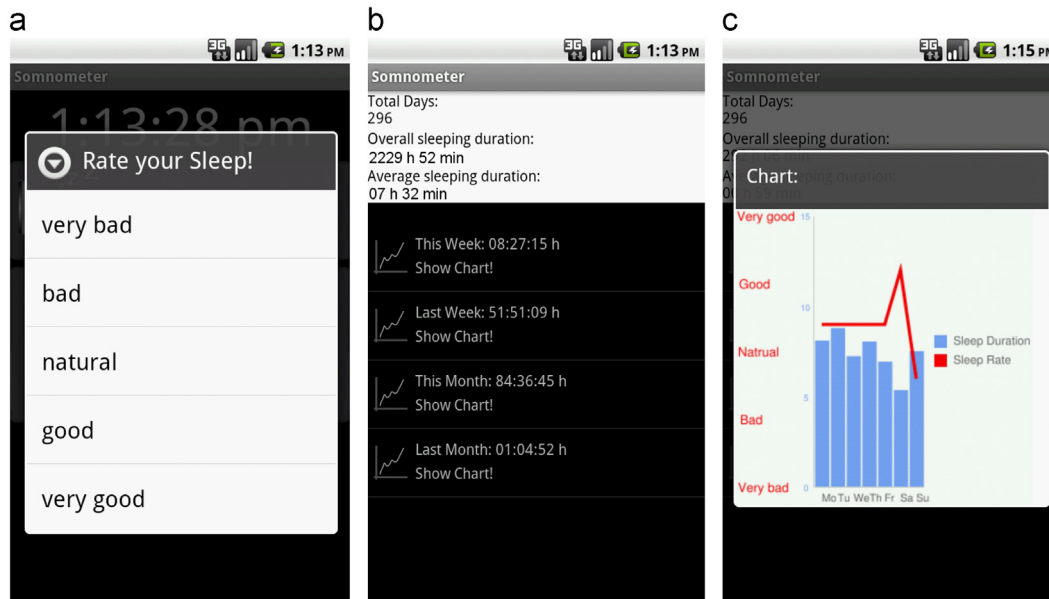 a
3G 1:13 PM
Somnometer
1:13:28 pm
Rate your Sleep!
very bad
bad
natural
good
very good
b
3G 1:13 PM
Somnometer
Total Days:
296
Overall sleeping duration:
2229 h 52 min
Average sleeping duration:
07 h 32 min
This Week: 08:27:15 h
Show Chart!
Last Week: 51:51:09 h
Show Chart!
This Month: 84:36:45 h
Show Chart!
Last Month: 01:04:52 h
Show Chart!
c
3G 1:15 PM
Somnometer
Total Days:
296
Overall sleeping duration:
Chart:
Very good 15
Good
10
Natrual
5
Bad
Very bad 0
Mo Tu We Th Fr Sa Su
Sleep Duration
Sleep Rate